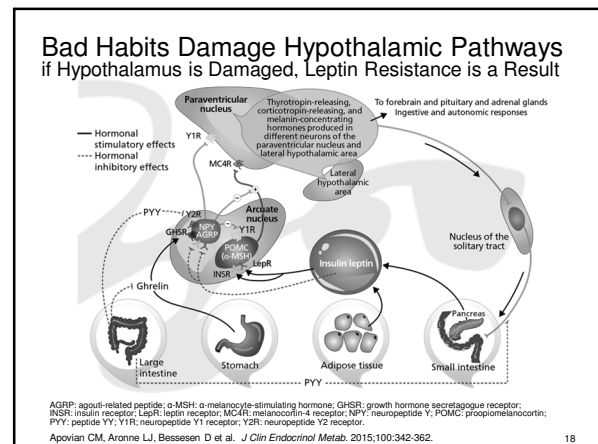 Bad Habits Damage Hypothalamic Pathways
if Hypothalamus is Damaged, Leptin Resistance is a Result
Paraventricular
nucleus
Thyrotropin-releasing,
corticotropin-releasing, and
melanin-concentrating
hormones produced in
different neurons of the
paraventricular nucleus and
lateral hypothalamic area
To forebrain and pituitary and adrenal glands
Ingestive and autonomic responses
Hormonal
stimulatory effects
Hormonal
inhibitory effects
Y1R
MC4R
Lateral
hypothalamic
area
PYY
Y2R
Arcuate
nucleus
GHSR
NPY
AGRP
Y1R
POMC
(α-MSH)
LepR
INSR
Insulin leptin
Nucleus of the
solitary tract
Ghrelin
Pancreas
Large
intestine
Stomach
Adipose tissue
Small intestine
PYY
AGRP: agouti-related peptide; α-MSH: α-melanocyte-stimulating hormone; GHSR: growth hormone secretagogue receptor;
INSR: insulin receptor; LepR: leptin receptor; MC4R: melanocortin-4 receptor; NPY: neuropeptide Y; POMC: proopiomelanocortin;
PYY: peptide YY; Y1R; neuropeptide Y1 receptor; Y2R: neuropeptide Y2 receptor.
Apovian CM, Aronne LJ, Bessesen D et al. J Clin Endocrinol Metab. 2015;100:342-362.
18